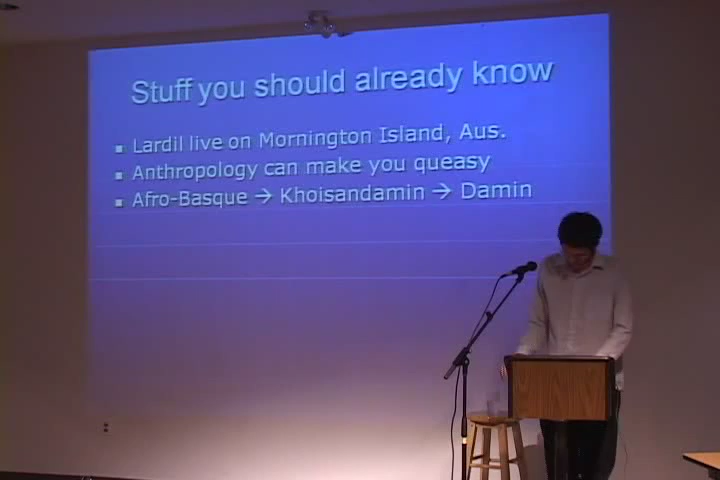 Stuff you should already know
▪ Lardil live on Mornington Island, Aus.
▪ Anthropology can make you queasy
▪ Afro-Basque → Khoisandamin → Damin